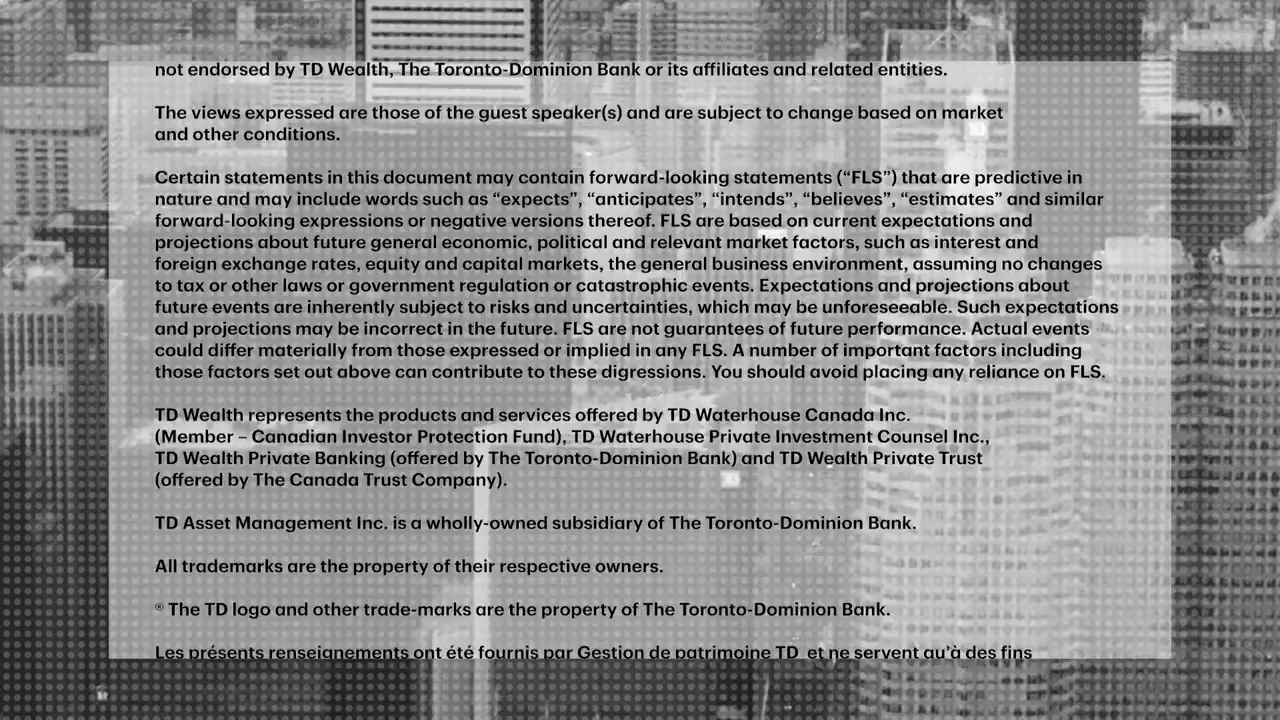 not endorsed by TD Wealth, The Toronto-Dominion Bank or its affiliates and related entities.
The views expressed are those of the guest speaker(s) and are subject to change based on market
and other conditions.
Certain statements in this document may contain forward-looking statements (“FLS”) that are predictive in
nature and may include words such as “expects”, “anticipates”, “intends”, “believes”, “estimates” and similar
forward-looking expressions or negative versions thereof. FLS are based on current expectations and
projections about future general economic, political and relevant market factors, such as interest and
foreign exchange rates, equity and capital markets, the general business environment, assuming no changes
to tax or other laws or government regulation or catastrophic events. Expectations and projections about
future events are inherently subject to risks and uncertainties, which may be unforeseeable. Such expectations
and projections may be incorrect in the future. FLS are not guarantees of future performance. Actual events
could differ materially from those expressed or implied in any FLS. A number of important factors including
those factors set out above can contribute to these digressions. You should avoid placing any reliance on FLS.
TD Wealth represents the products and services offered by TD Waterhouse Canada Inc.
(Member – Canadian Investor Protection Fund), TD Waterhouse Private Investment Counsel Inc.,
TD Wealth Private Banking (offered by The Toronto-Dominion Bank) and TD Wealth Private Trust
(offered by The Canada Trust Company).
TD Asset Management Inc. is a wholly-owned subsidiary of The Toronto-Dominion Bank.
All trademarks are the property of their respective owners.
® The TD logo and other trade-marks are the property of The Toronto-Dominion Bank.
Les présents renseignements ont été fournis par Gestion de patrimoine TD et ne servent qu’à des fins